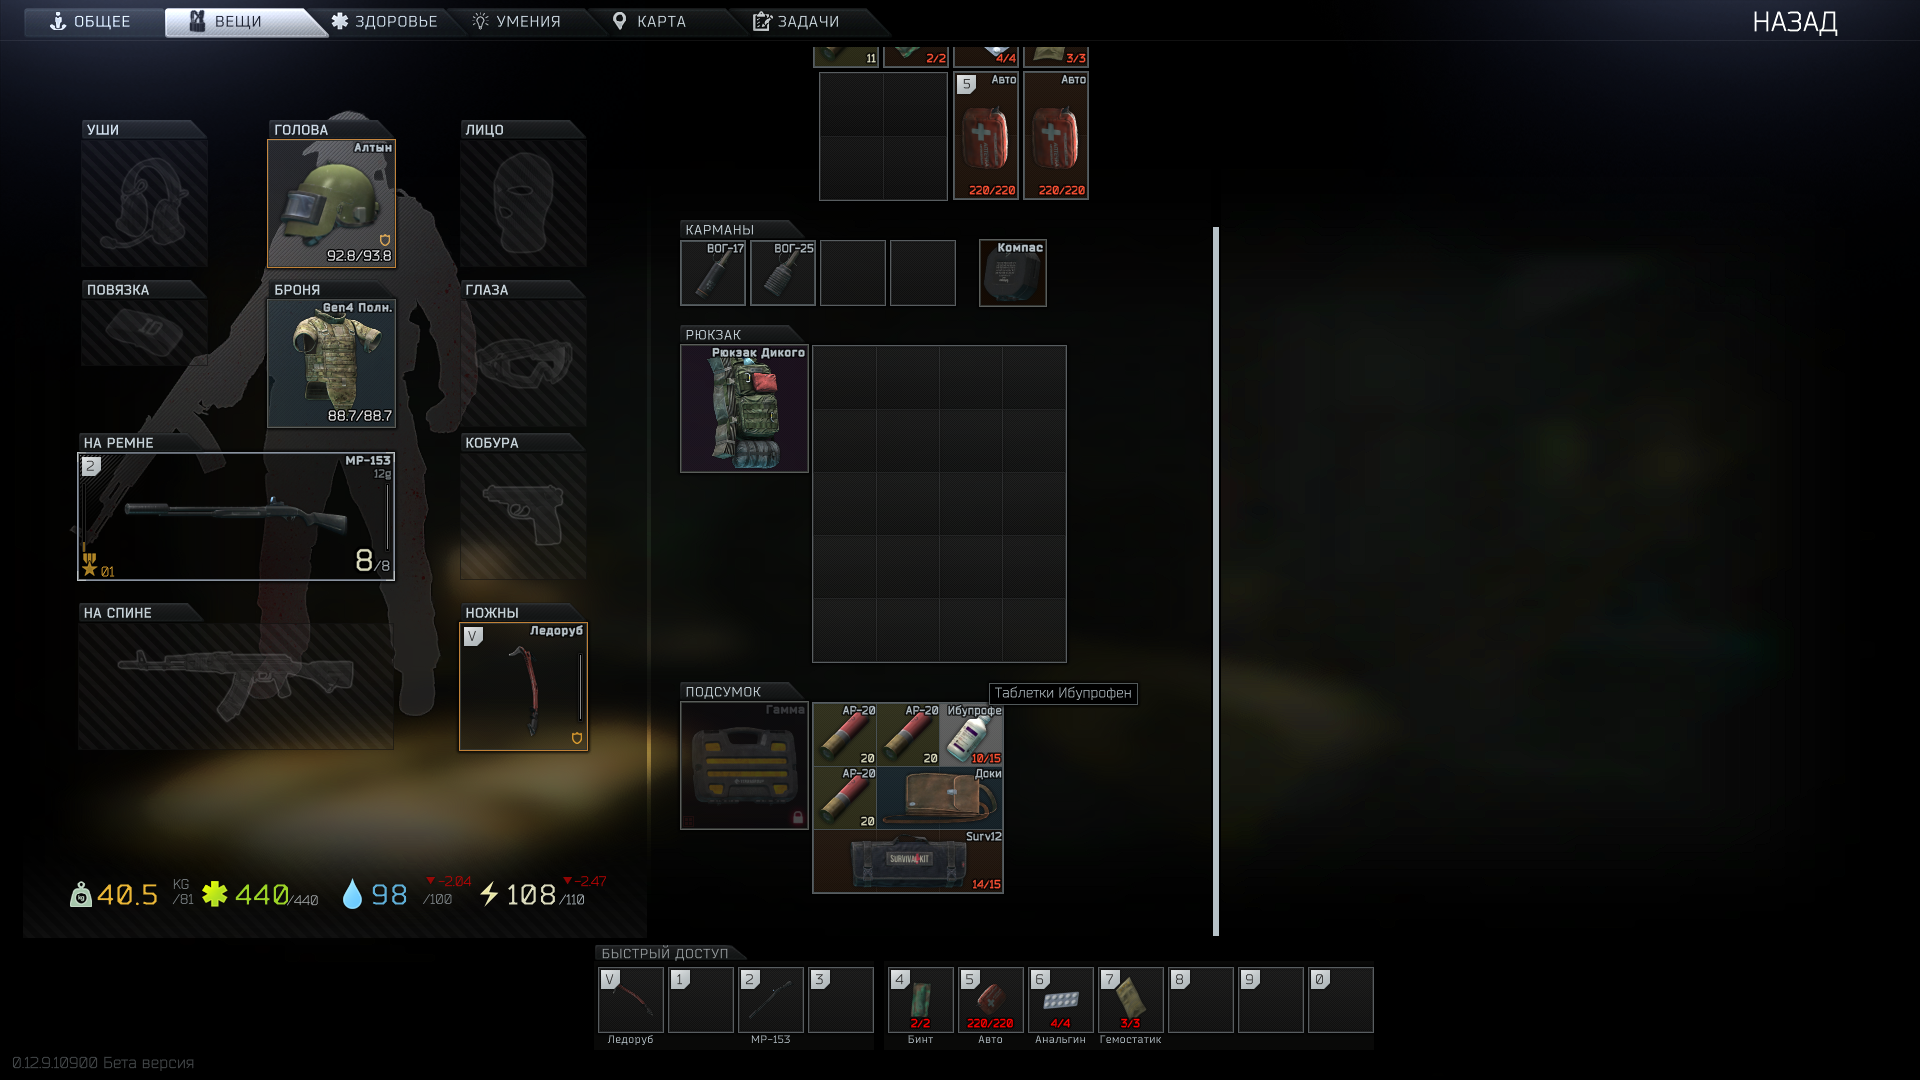 ОБЩЕЕ
ВЕЩИ
ЗДОРОВЬЕ
УМЕНИЯ
КАРТА
ЗАДАЧИ
НАЗАД
11
2/2
4/4
3/3
5
Авто
220/220
Авто
220/220
УШИ
ГОЛОВА
Алтын
92.8/93.8
ЛИЦО
ПОВЯЗКА
БРОНЯ
Gen4 Полн.
88.7/88.7
ГЛАЗА
НА РЕМНЕ
2
МР-153
12g
01
8/8
КОБУРА
НА СПИНЕ
НОЖНЫ
V
Ледоруб
КАРМАНЫ
ВОГ-17
ВОГ-25
Компас
РЮКЗАК
Рюкзак Дикого
ПОДСУМОК
Гамма
Таблетки Ибупрофен
АР-20
20
АР-20
20
Ибупрофе
10/15
АР-20
20
Доки
Surv12
SURVIVAL KIT
14/15
40.5
KG
/81
440/440
98
-2.04
/100
108
-2.47
/110
БЫСТРЫЙ ДОСТУП
V
1
2
3
4
5
6
7
8
9
0
2/2
220/220
4/4
3/3
Ледоруб
МР-153
Бинт
Авто
Анальгин
Гемостатик
0.12.9.10900 Бета версия